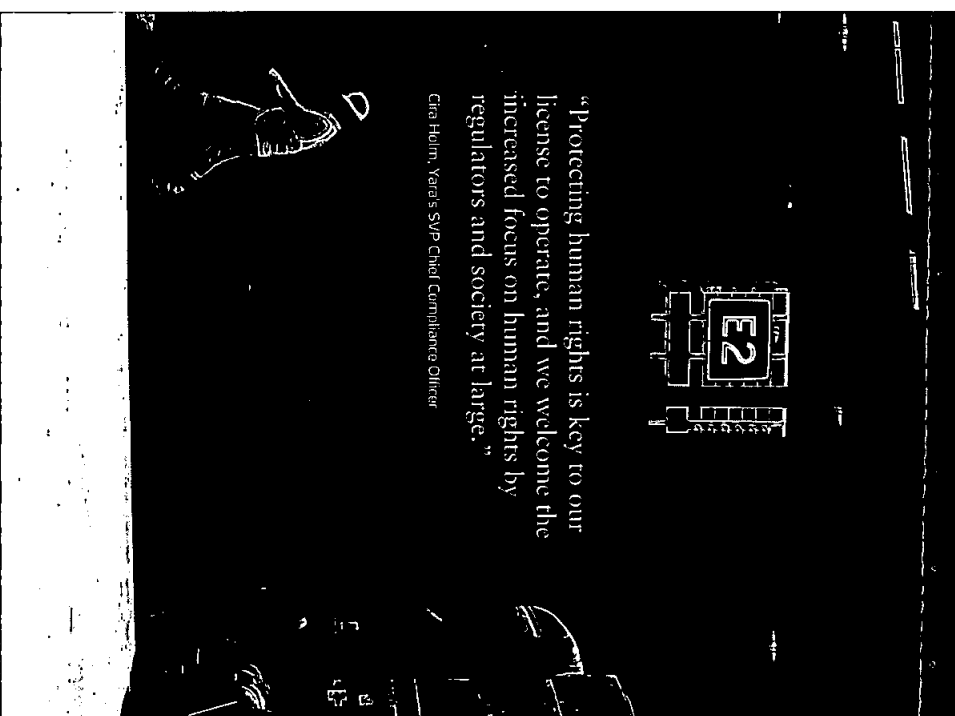 E2
“Protecting human rights is key to our
license to operate, and we welcome the
increased focus on human rights by
regulators and society at large.”
Cira Holm, Yara's SVP Chief Compliance Officer